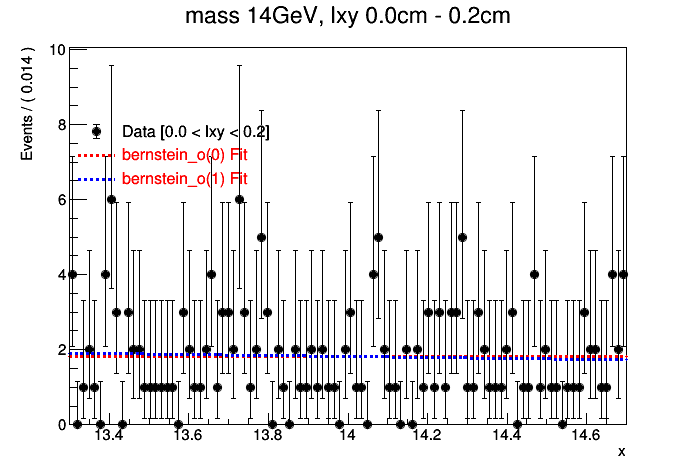 mass 14GeV, lxy 0.0cm - 0.2cm
Events / ( 0.014 )
10
8
6
4
2
0
Data [0.0 < lxy < 0.2]
bernstein_o(0) Fit
bernstein_o(1) Fit
13.4 13.6 13.8 14 14.2 14.4 14.6
x